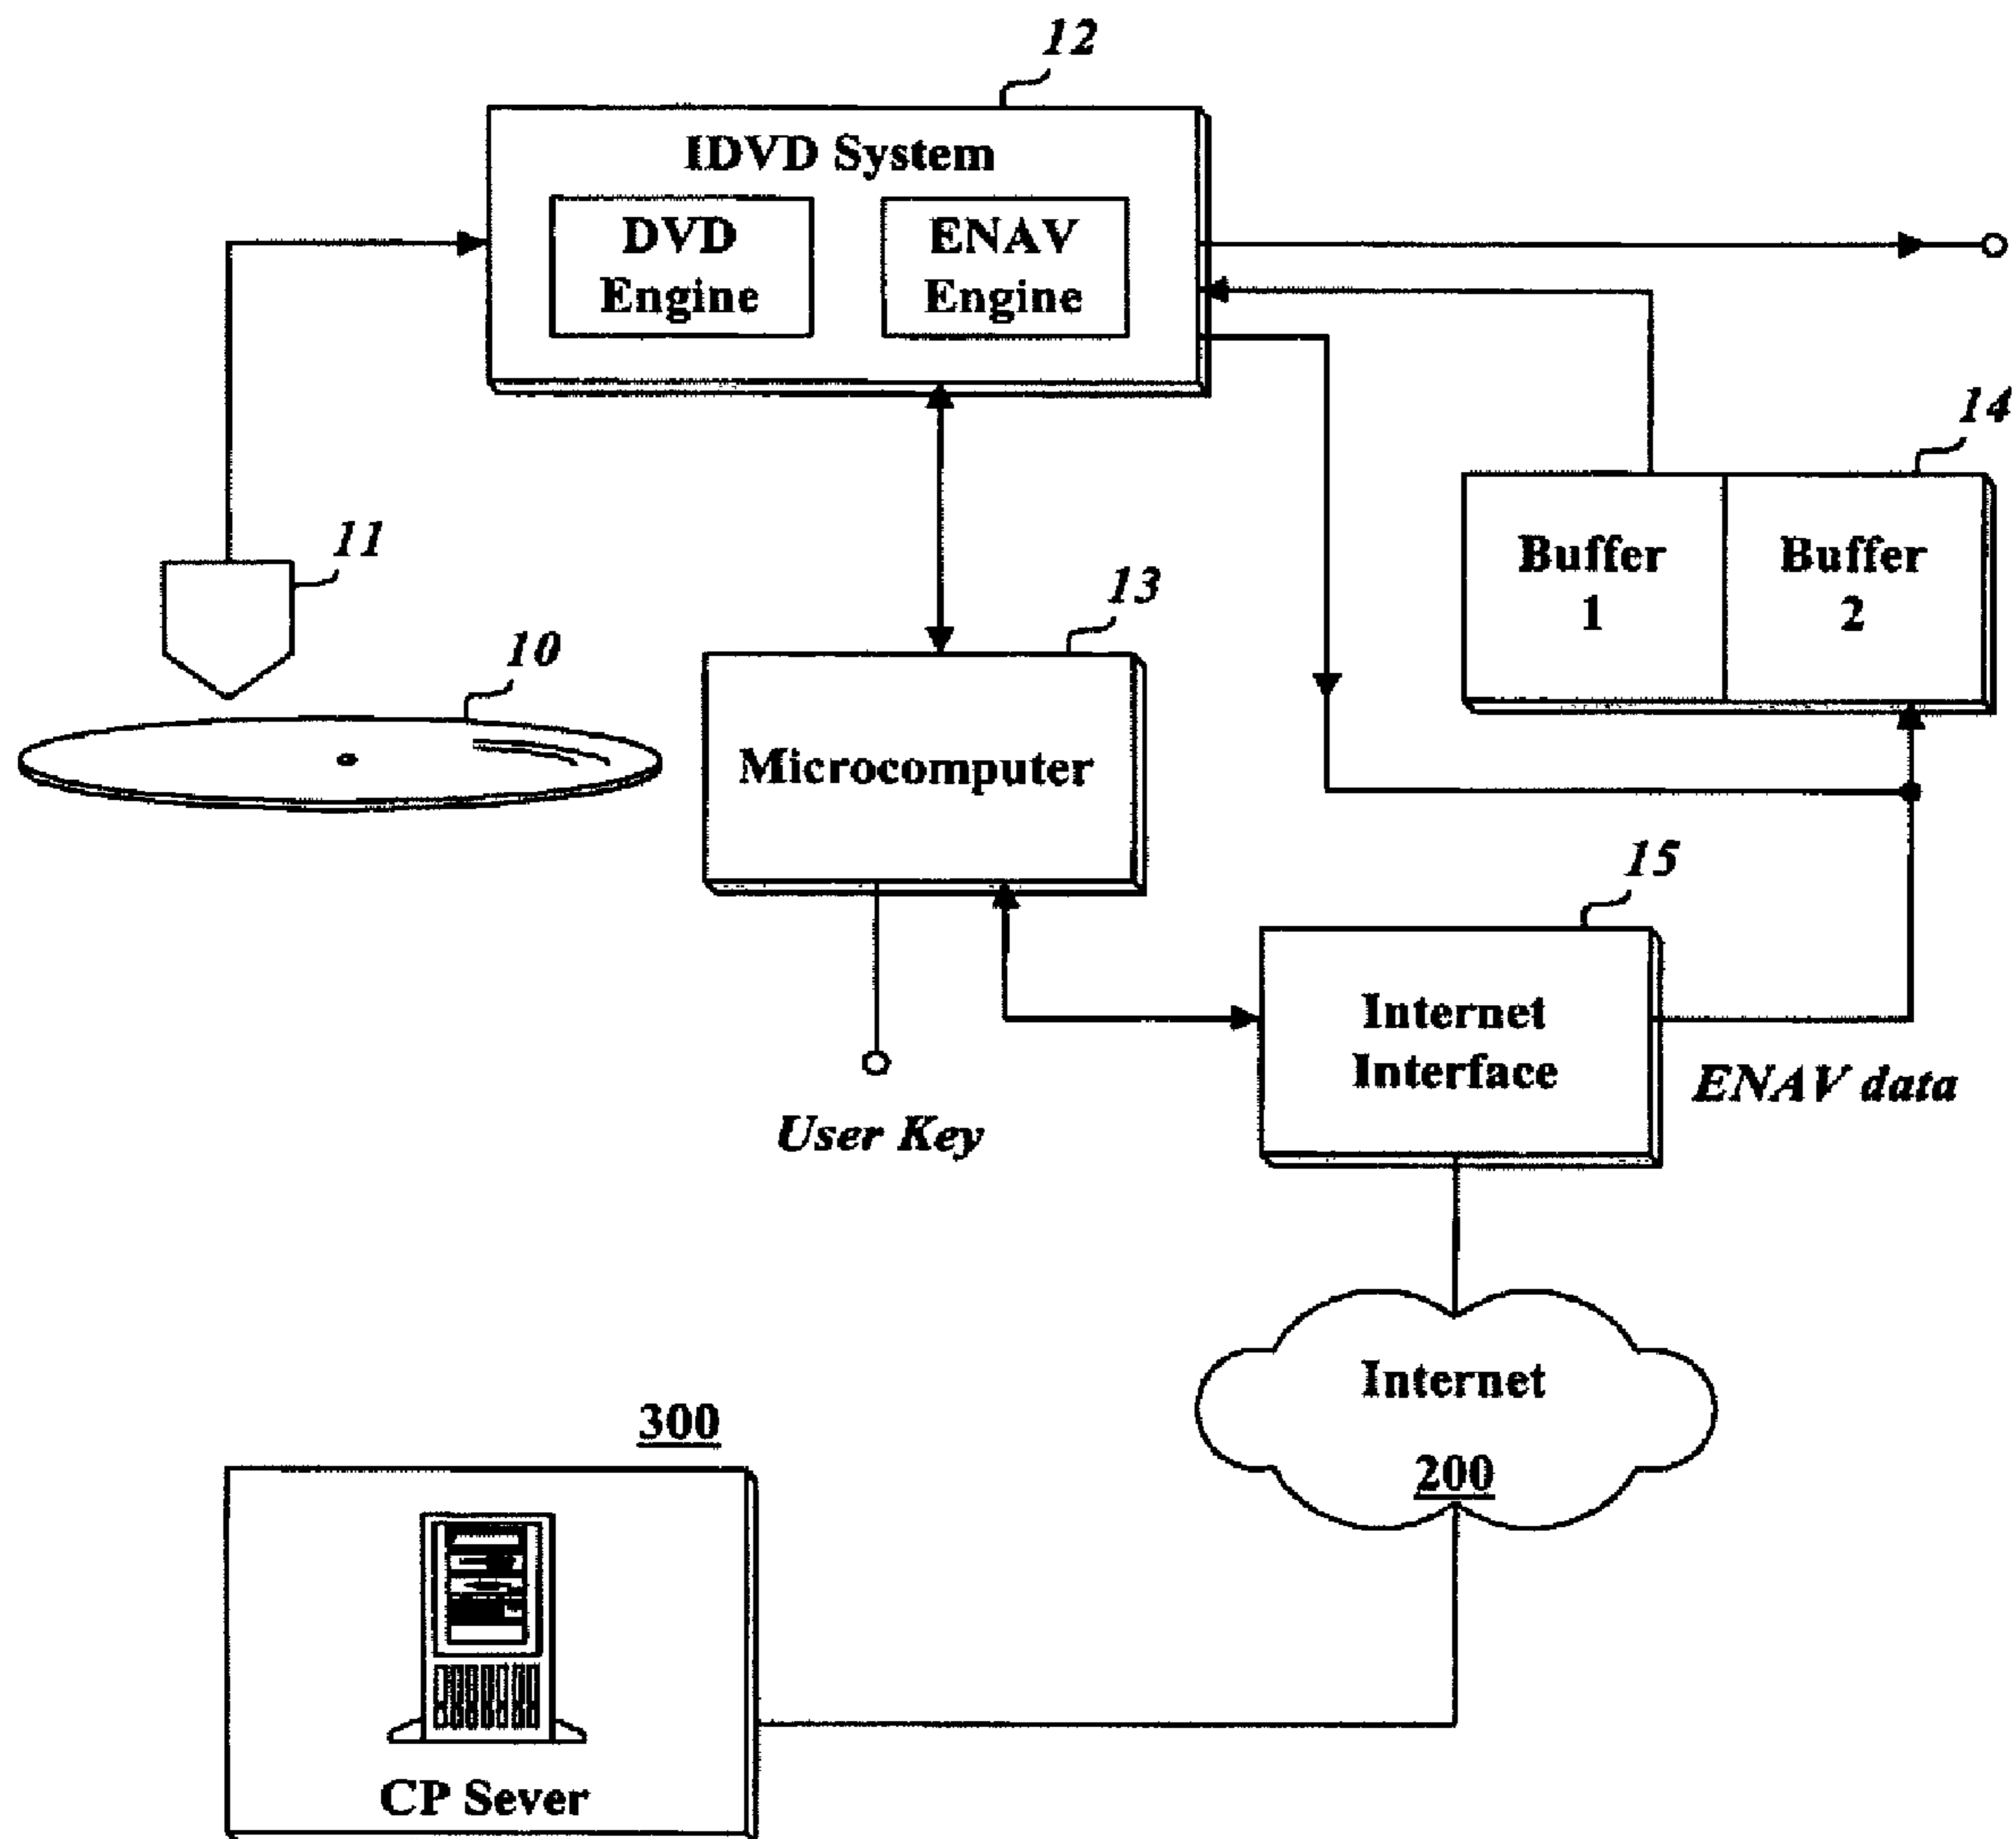 12
IDVD System
DVD
Engine
ENAV
Engine
14
11
Buffer
1
Buffer
2
13
10
Microcomputer
15
Internet
Interface
ENAV data
User Key
Internet
300
200
CP Sever